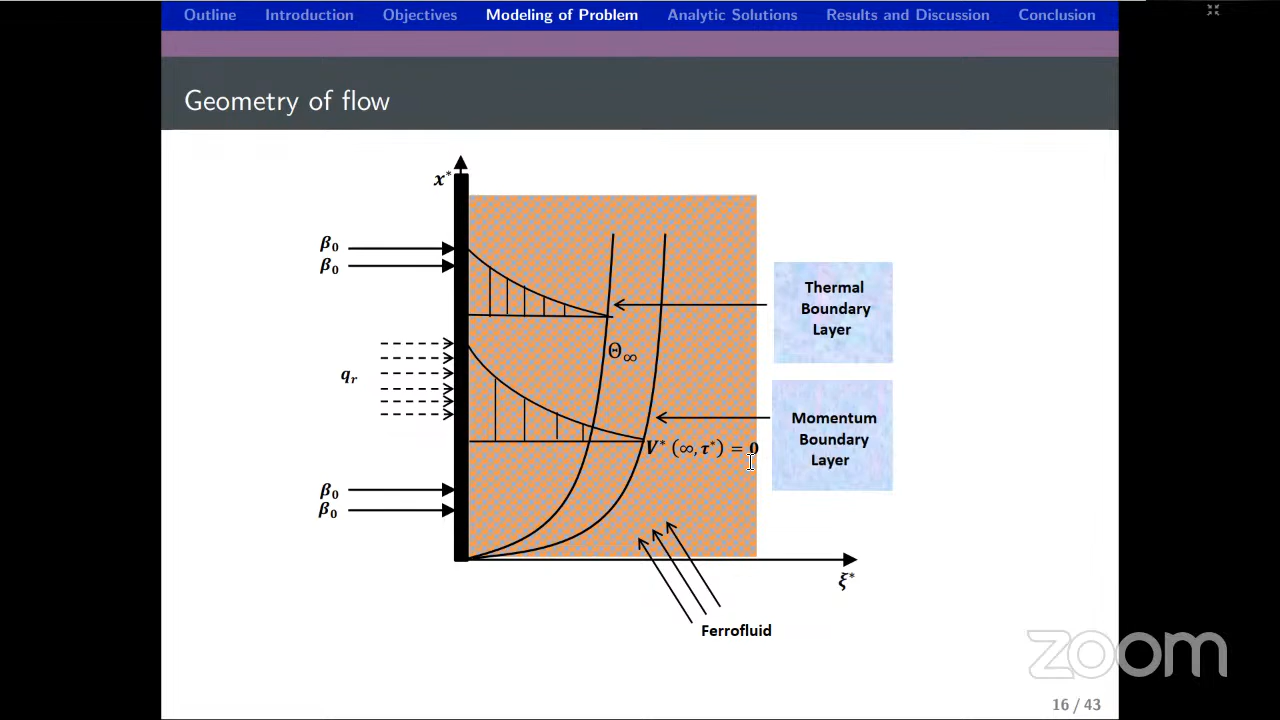 Outline Introduction Objectives Modeling of Problem Analytic Solutions Results and Discussion Conclusion
Geometry of flow
x*
β₀
β₀
Thermal
Boundary
Layer
Θ∞
qᵣ
Momentum
Boundary
Layer
V* (∞, τ*) = 0
β₀
β₀
ξ*
Ferrofluid
zoom
16 / 43